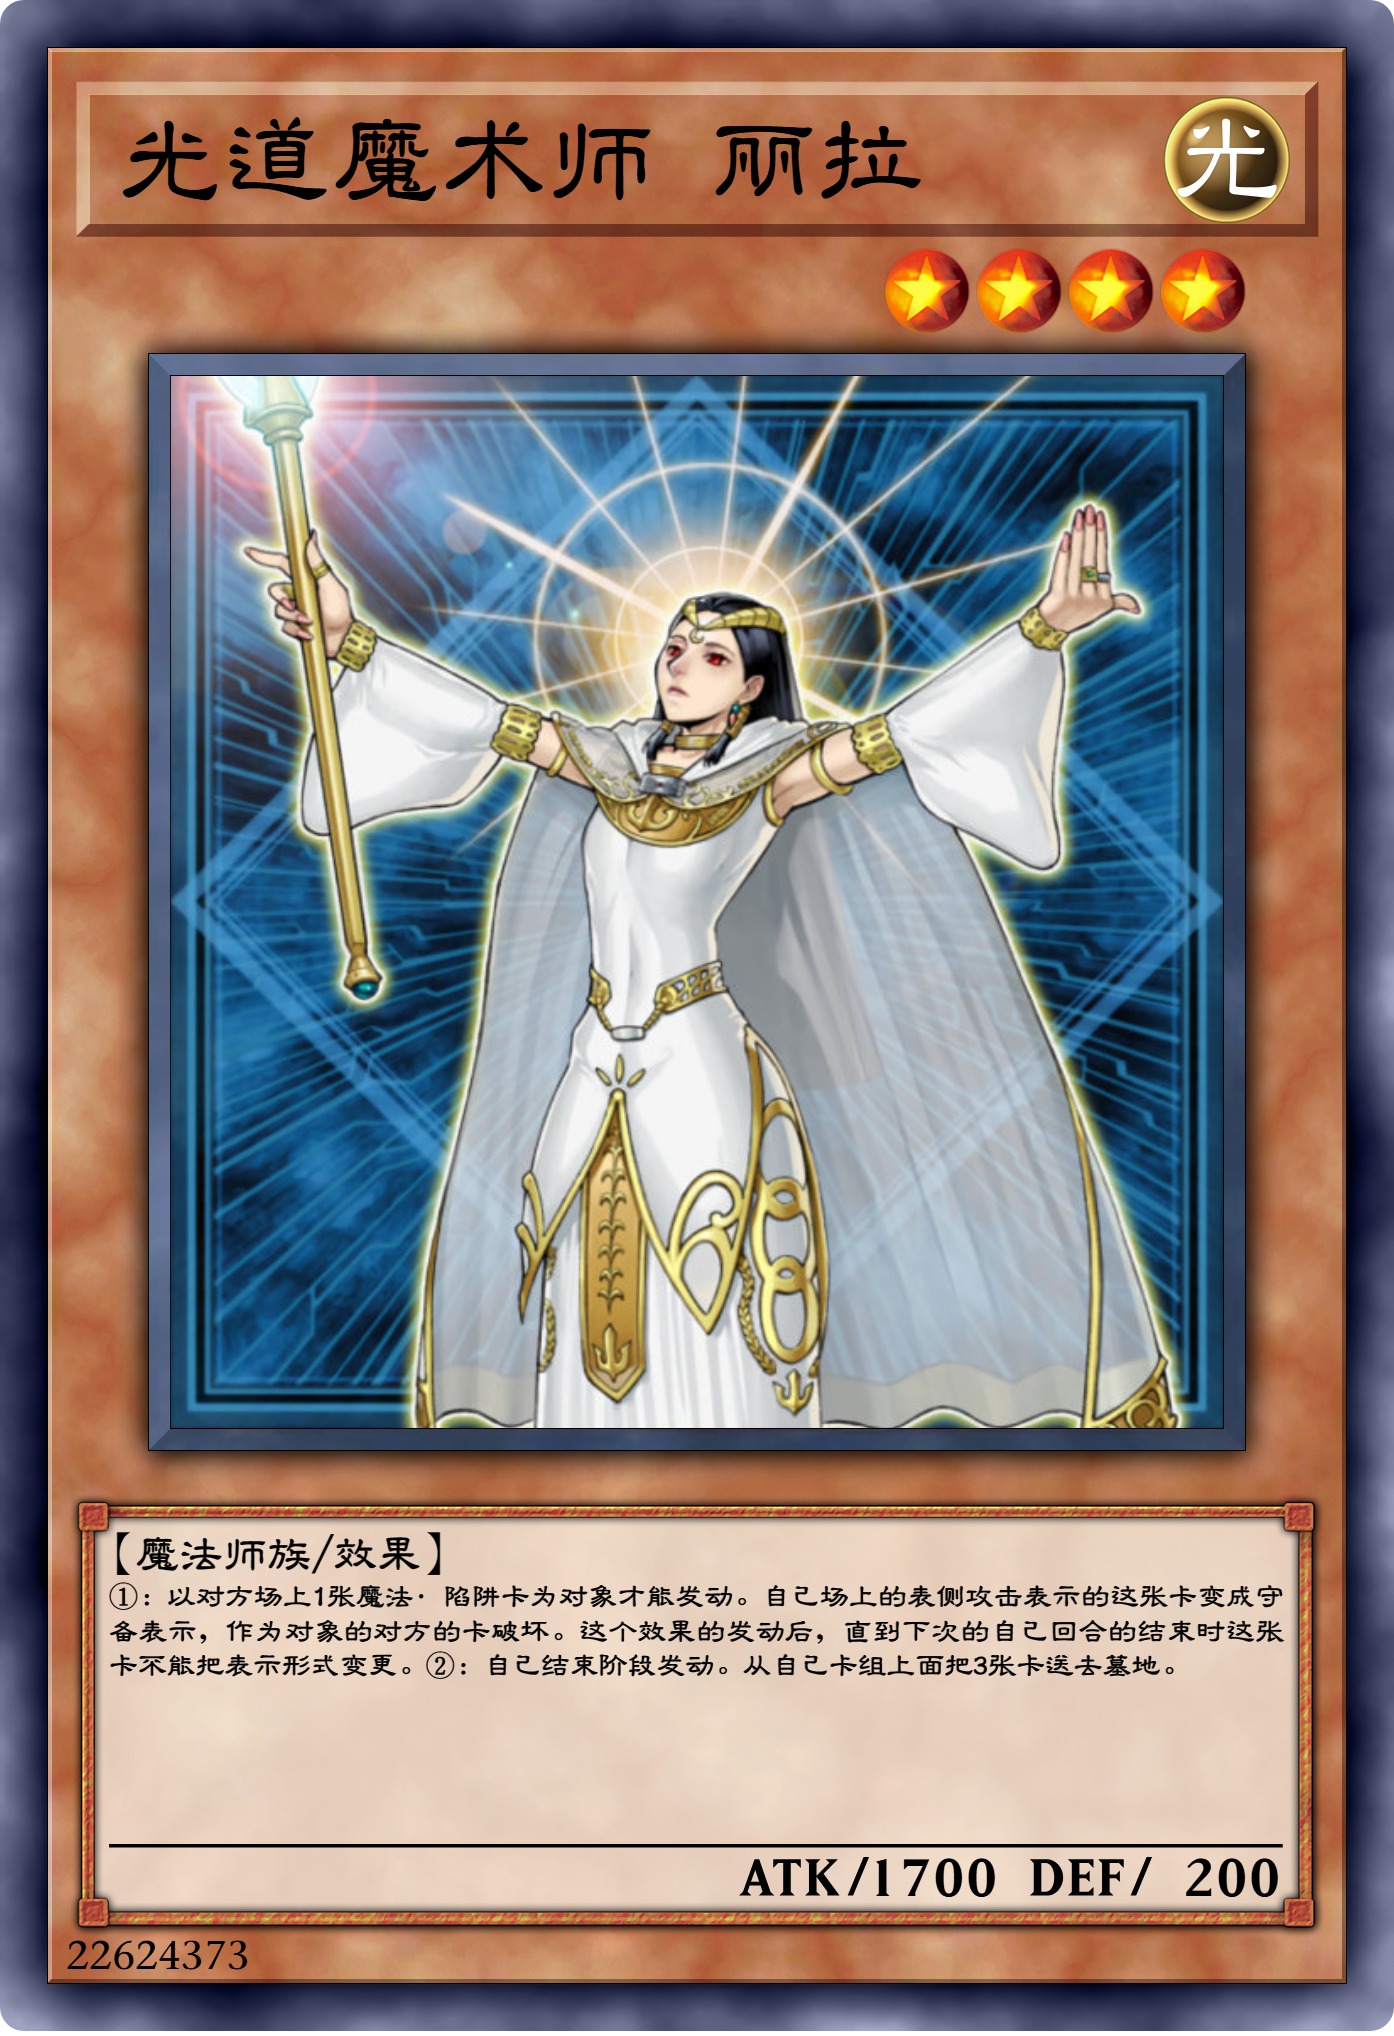 光道魔术师 丽拉
光
【魔法师族/效果】
①：以对方场上1张魔法·陷阱卡为对象才能发动。自己场上的表侧攻击表示的这张卡变成守
备表示，作为对象的对方的卡破坏。这个效果的发动后，直到下次的自己回合的结束时这张
卡不能把表示形式变更。②：自己结束阶段发动。从自己卡组上面把3张卡送去墓地。
ATK/1700 DEF/ 200
22624373